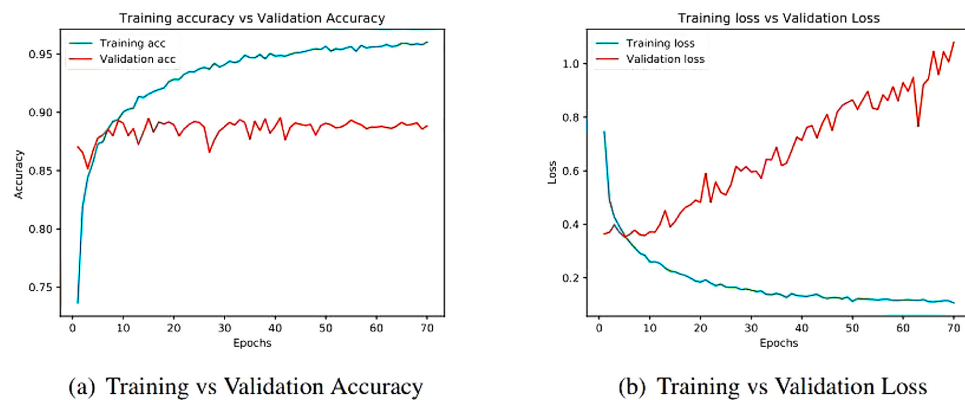 Training accuracy vs Validation Accuracy
Training acc
Validation acc
0.95
0.90
0.85
0.80
0.75
Accuracy
0 10 20 30 40 50 60 70
Epochs
(a) Training vs Validation Accuracy
Training loss vs Validation Loss
Training loss
Validation loss
1.0
0.8
0.6
0.4
0.2
Loss
0 10 20 30 40 50 60 70
Epochs
(b) Training vs Validation Loss